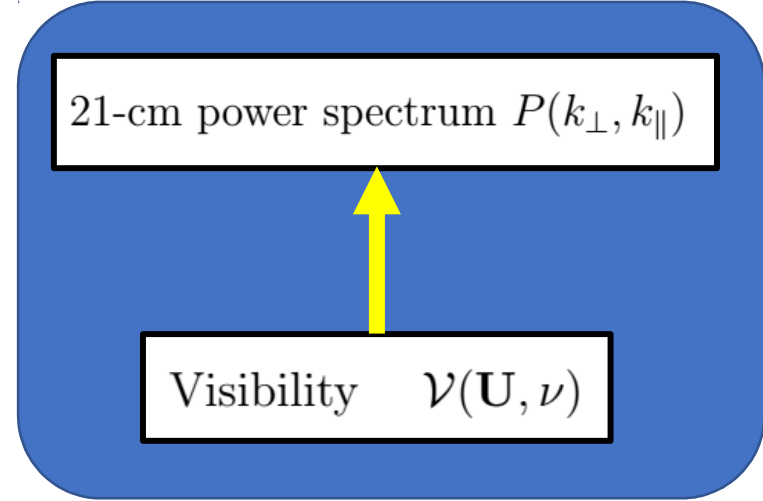 21-cm power spectrum P(k⊥, k∥)
Visibility 𝒱(𝐔, ν)